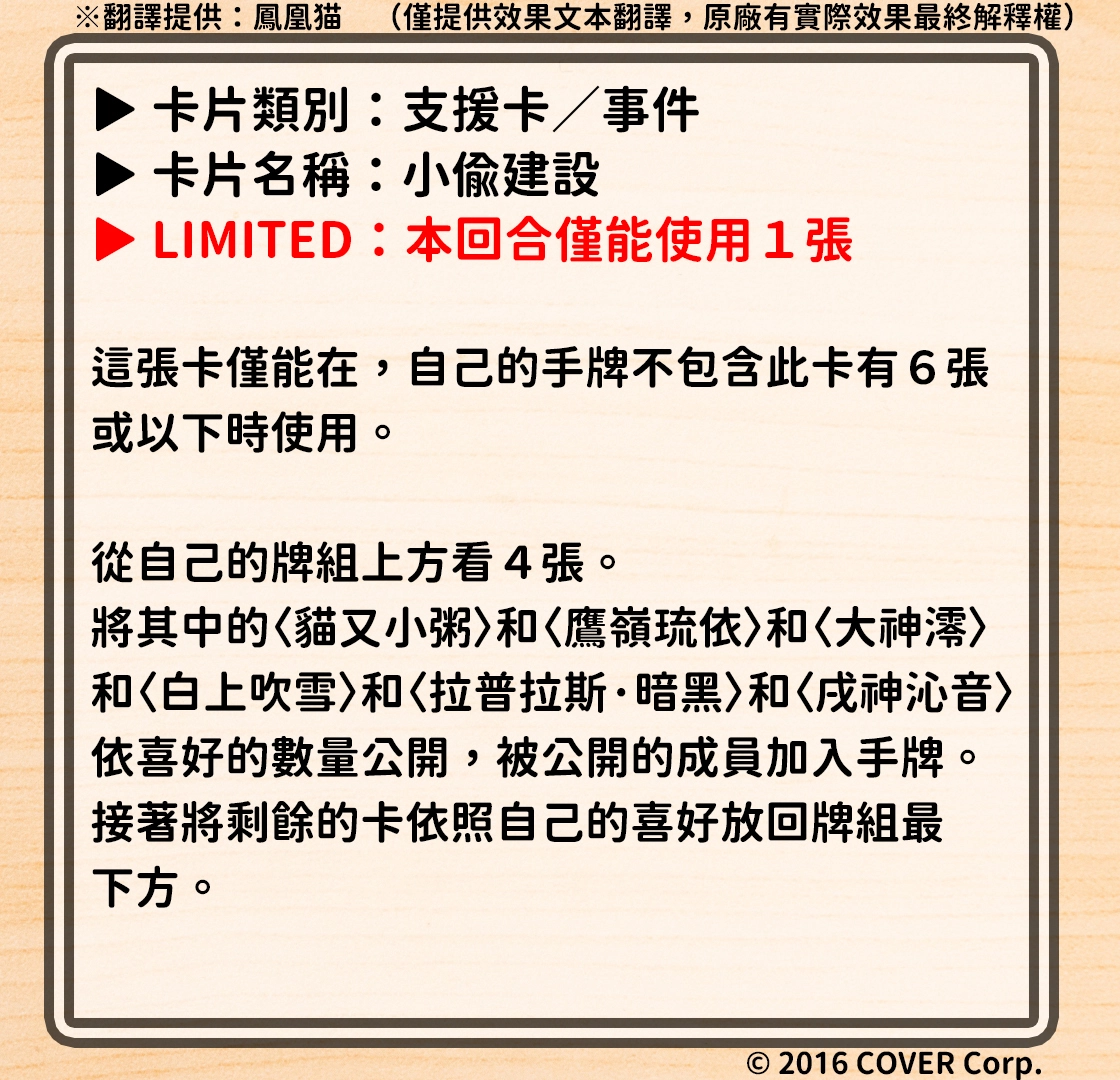 ※翻譯提供：鳳凰猫　（僅提供效果文本翻譯，原廠有實際效果最終解釋權）
▶ 卡片類別：支援卡／事件
▶ 卡片名稱：小偸建設
▶ LIMITED：本回合僅能使用１張
這張卡僅能在，自己的手牌不包含此卡有６張
或以下時使用。
從自己的牌組上方看４張。
將其中的〈貓又小粥〉和〈鷹嶺琉依〉和〈大神澪〉
和〈白上吹雪〉和〈拉普拉斯·暗黑〉和〈戌神沁音〉
依喜好的數量公開，被公開的成員加入手牌。
接著將剩餘的卡依照自己的喜好放回牌組最
下方。
© 2016 COVER Corp.